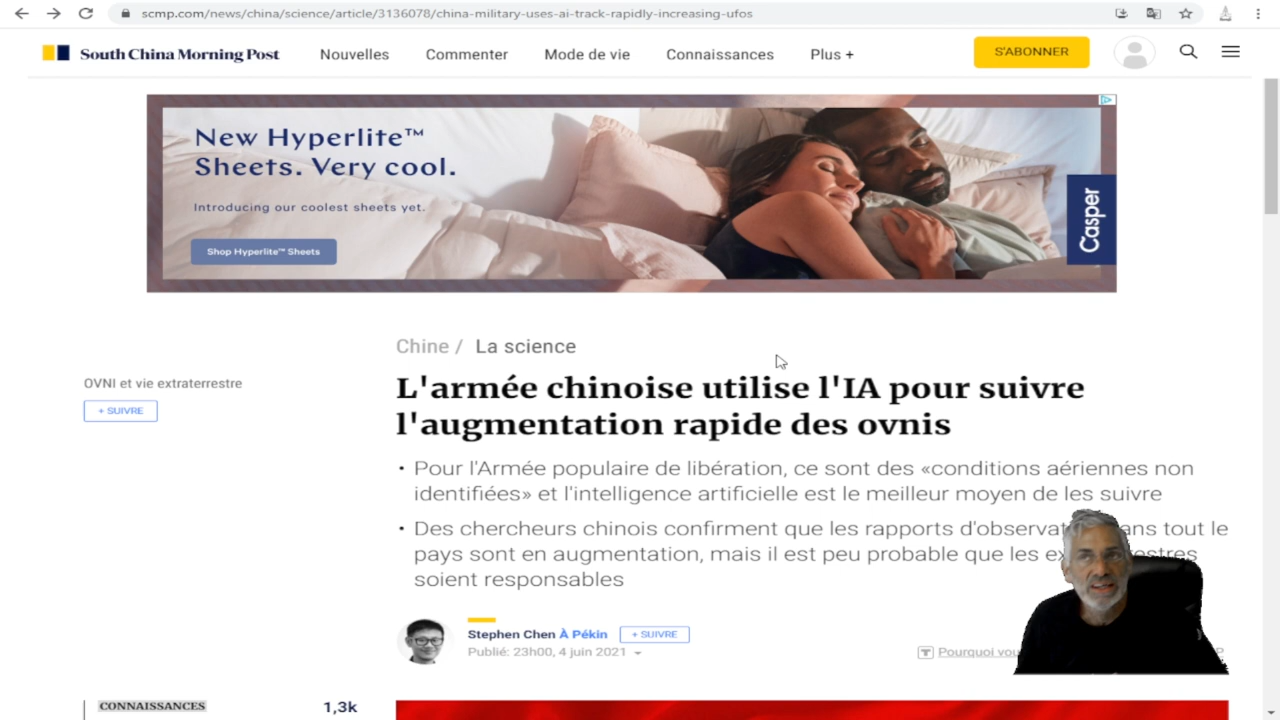 scmp.com/news/china/science/article/3136078/china-military-uses-ai-track-rapidly-increasing-ufos
South China Morning Post Nouvelles Commenter Mode de vie Connaissances Plus + S'ABONNER
New Hyperlite™
Sheets. Very cool.
Introducing our coolest sheets yet.
Shop Hyperlite™ Sheets
Casper
Chine / La science
OVNI et vie extraterrestre
+ SUIVRE
L'armée chinoise utilise l'IA pour suivre
l'augmentation rapide des ovnis
• Pour l'Armée populaire de libération, ce sont des «conditions aériennes non
identifiées» et l'intelligence artificielle est le meilleur moyen de les suivre
• Des chercheurs chinois confirment que les rapports dans tout le
pays sont en augmentation, mais il est peu probable que les
soient responsables
Stephen Chen À Pékin + SUIVRE
Publié: 23h00, 4 juin 2021
Pourquoi
CONNAISSANCES 1,3k